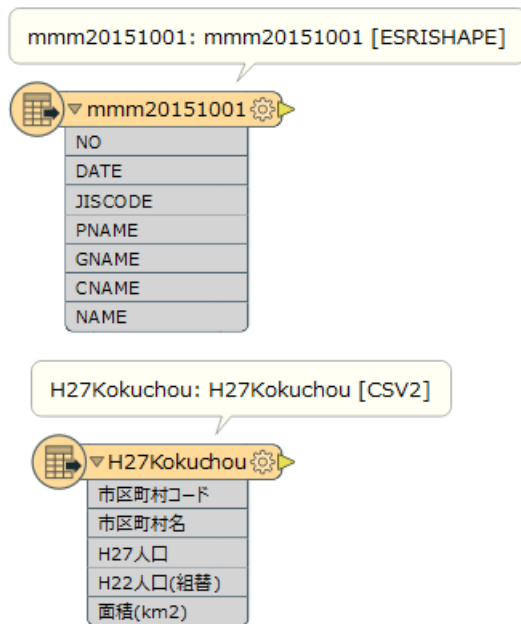 mmm20151001: mmm20151001 [ESRISHAPE]
mmm20151001
NO
DATE
JISCODE
PNAME
GNAME
CNAME
NAME
H27Kokuchou: H27Kokuchou [CSV2]
H27Kokuchou
市区町村コード
市区町村名
H27人口
H22人口(組替)
面積(km2)